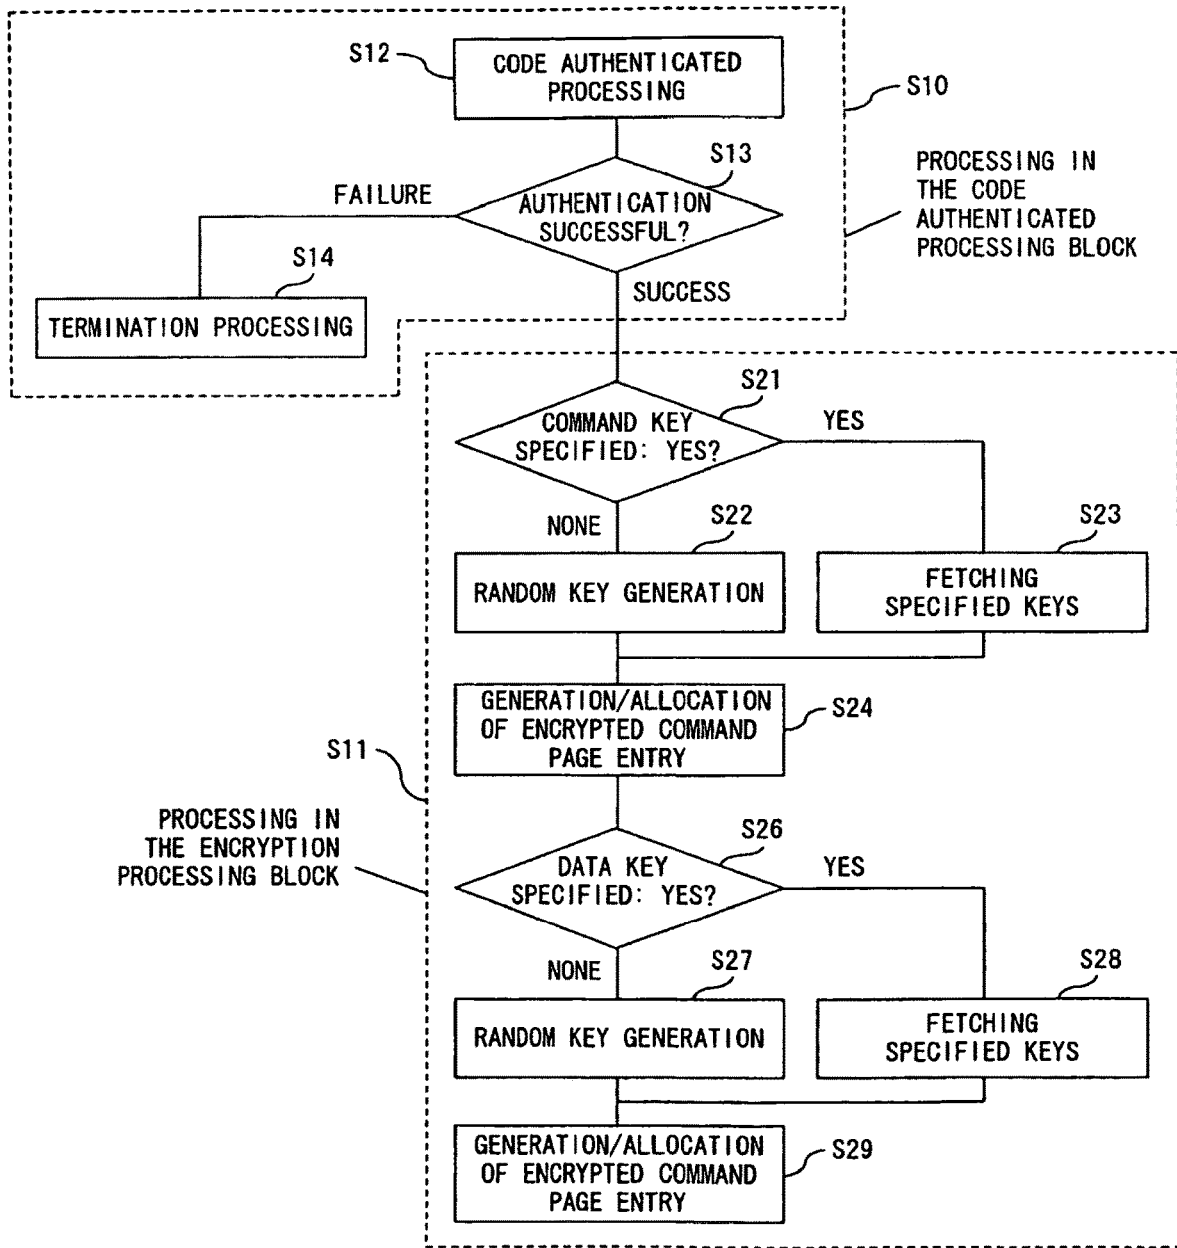 S12
CODE AUTHENTICATED
PROCESSING
S10
PROCESSING IN
THE CODE
AUTHENTICATED
PROCESSING BLOCK
S13
AUTHENTICATION
SUCCESSFUL?
FAILURE
S14
TERMINATION PROCESSING
SUCCESS
S21
COMMAND KEY
SPECIFIED: YES?
YES
NONE
S22
RANDOM KEY GENERATION
S23
FETCHING
SPECIFIED KEYS
GENERATION/ALLOCATION
OF ENCRYPTED COMMAND
PAGE ENTRY
S24
S11
PROCESSING IN
THE ENCRYPTION
PROCESSING BLOCK
S26
DATA KEY
SPECIFIED: YES?
YES
NONE
S27
RANDOM KEY GENERATION
S28
FETCHING
SPECIFIED KEYS
GENERATION/ALLOCATION
OF ENCRYPTED COMMAND
PAGE ENTRY
S29